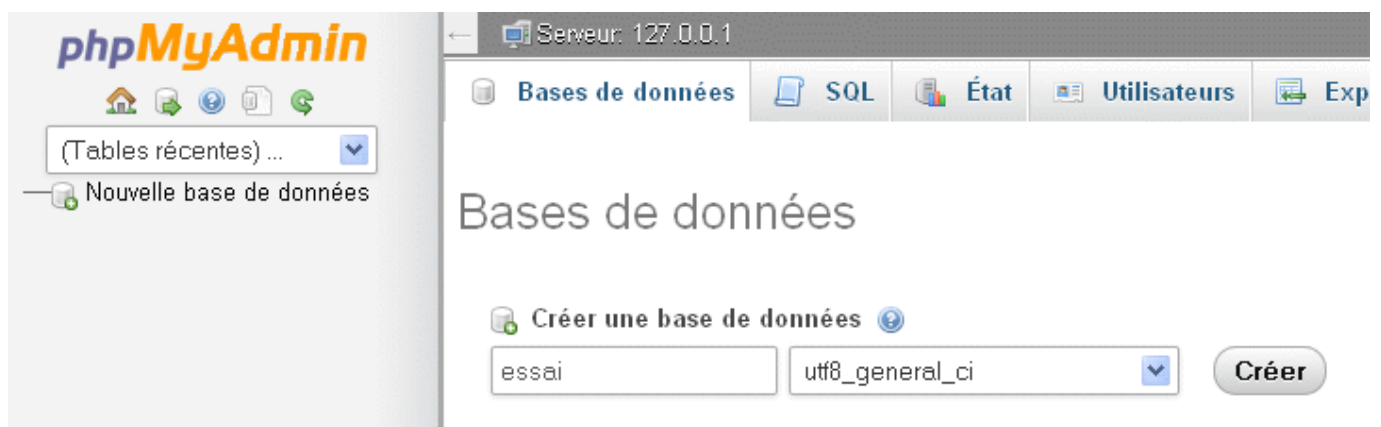 phpMyAdmin
(Tables récentes) ...
Nouvelle base de données
← Serveur: 127.0.0.1
Bases de données SQL État Utilisateurs Exp
Bases de données
Créer une base de données
essai utf8_general_ci Créer